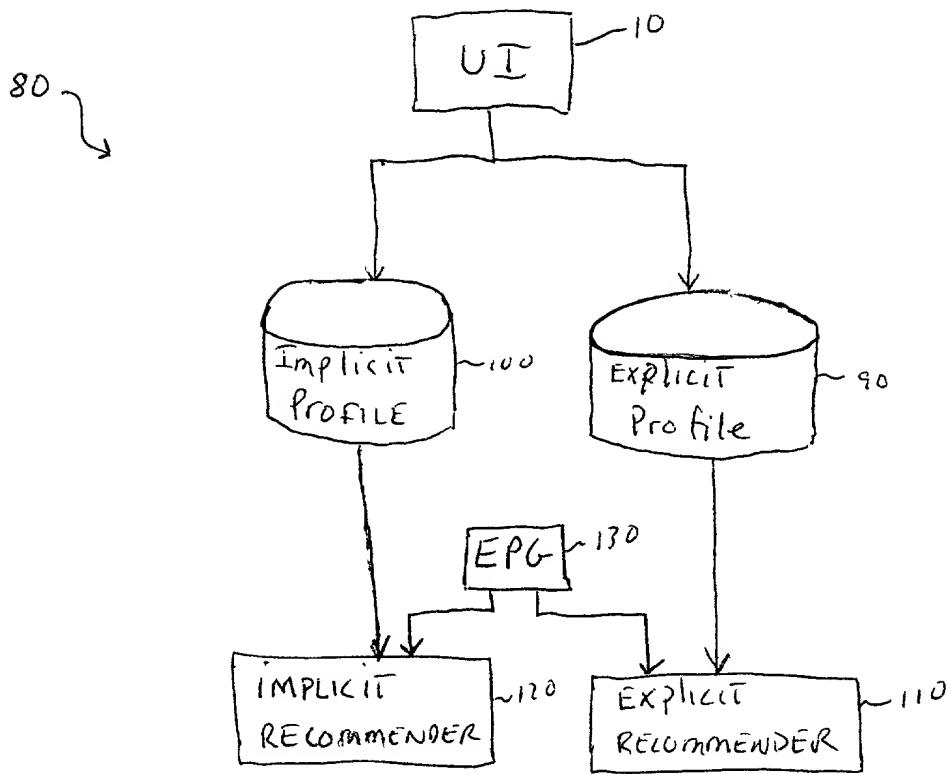 10
UI
80
Implicit
PROFILE
100
EXPLICIT
Profile
90
EPG
130
IMPLICIT
RECOMMENDER
120
EXPLICIT
RECOMMENDER
110